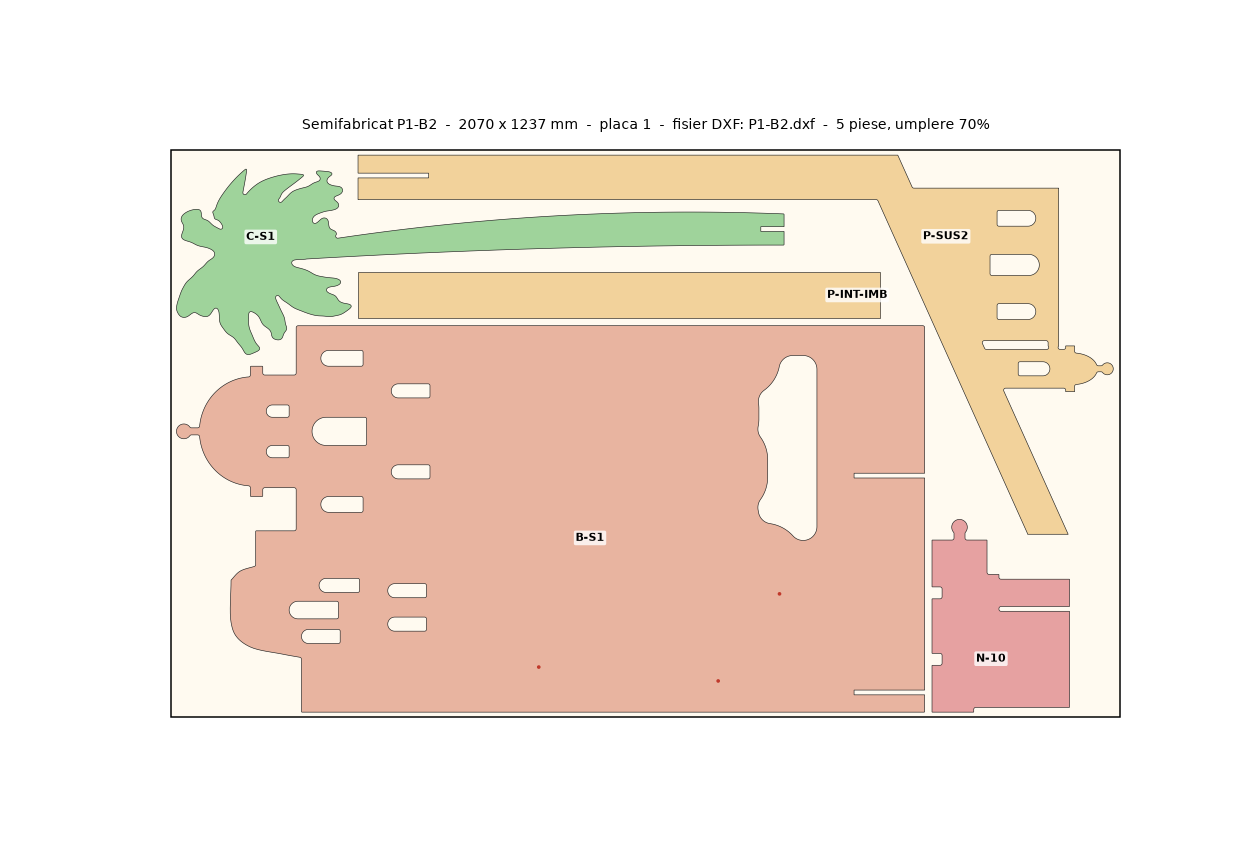 Semifabricat P1-B2 - 2070 x 1237 mm - placa 1 - fisier DXF: P1-B2.dxf - 5 piese, umplere 70%
C-S1
P-SUS2
P-INT-IMB
B-S1
N-10